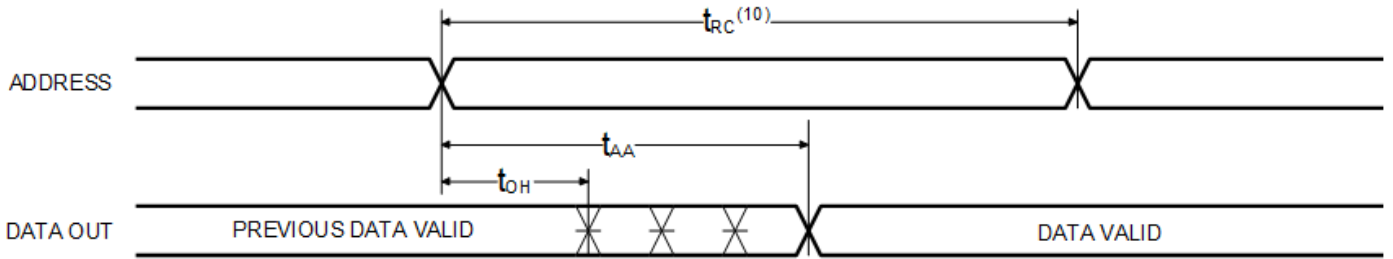 tRC(10)
ADDRESS
tAA
tOH
DATA OUT PREVIOUS DATA VALID DATA VALID